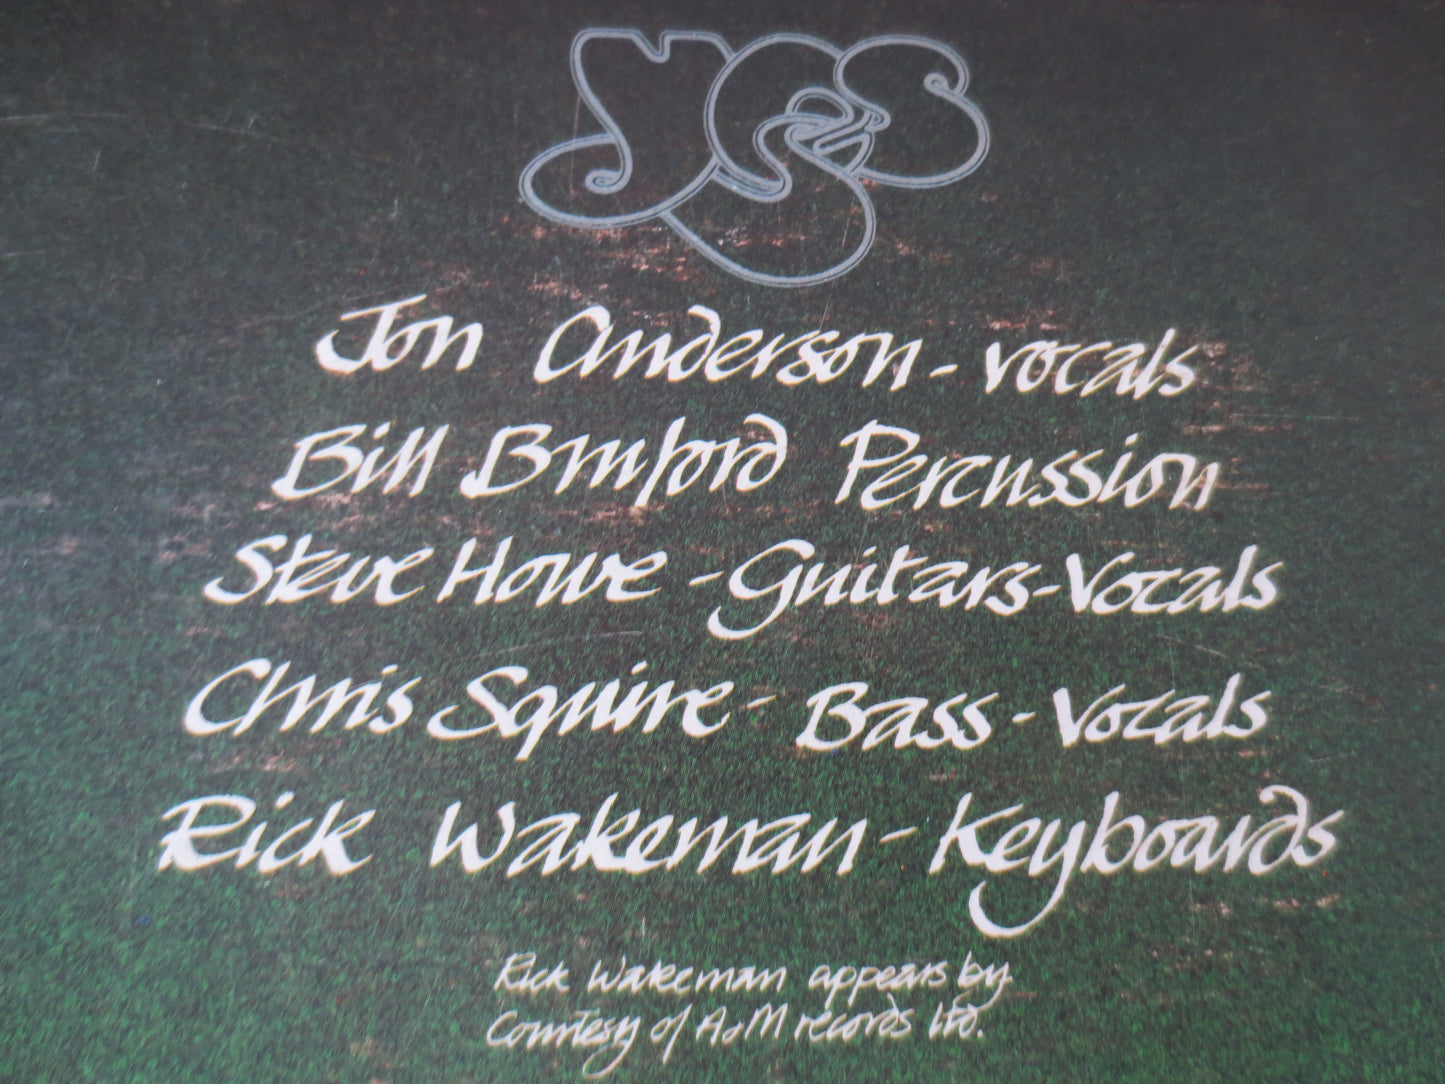 yes
Jon Anderson - vocals
Bill Bruford Percussion
Steve Howe - Guitars - Vocals
Chris Squire - Bass - Vocals
Rick Wakeman - Keyboards
Rick Wakeman appears by
Courtesy of A&M records ltd.